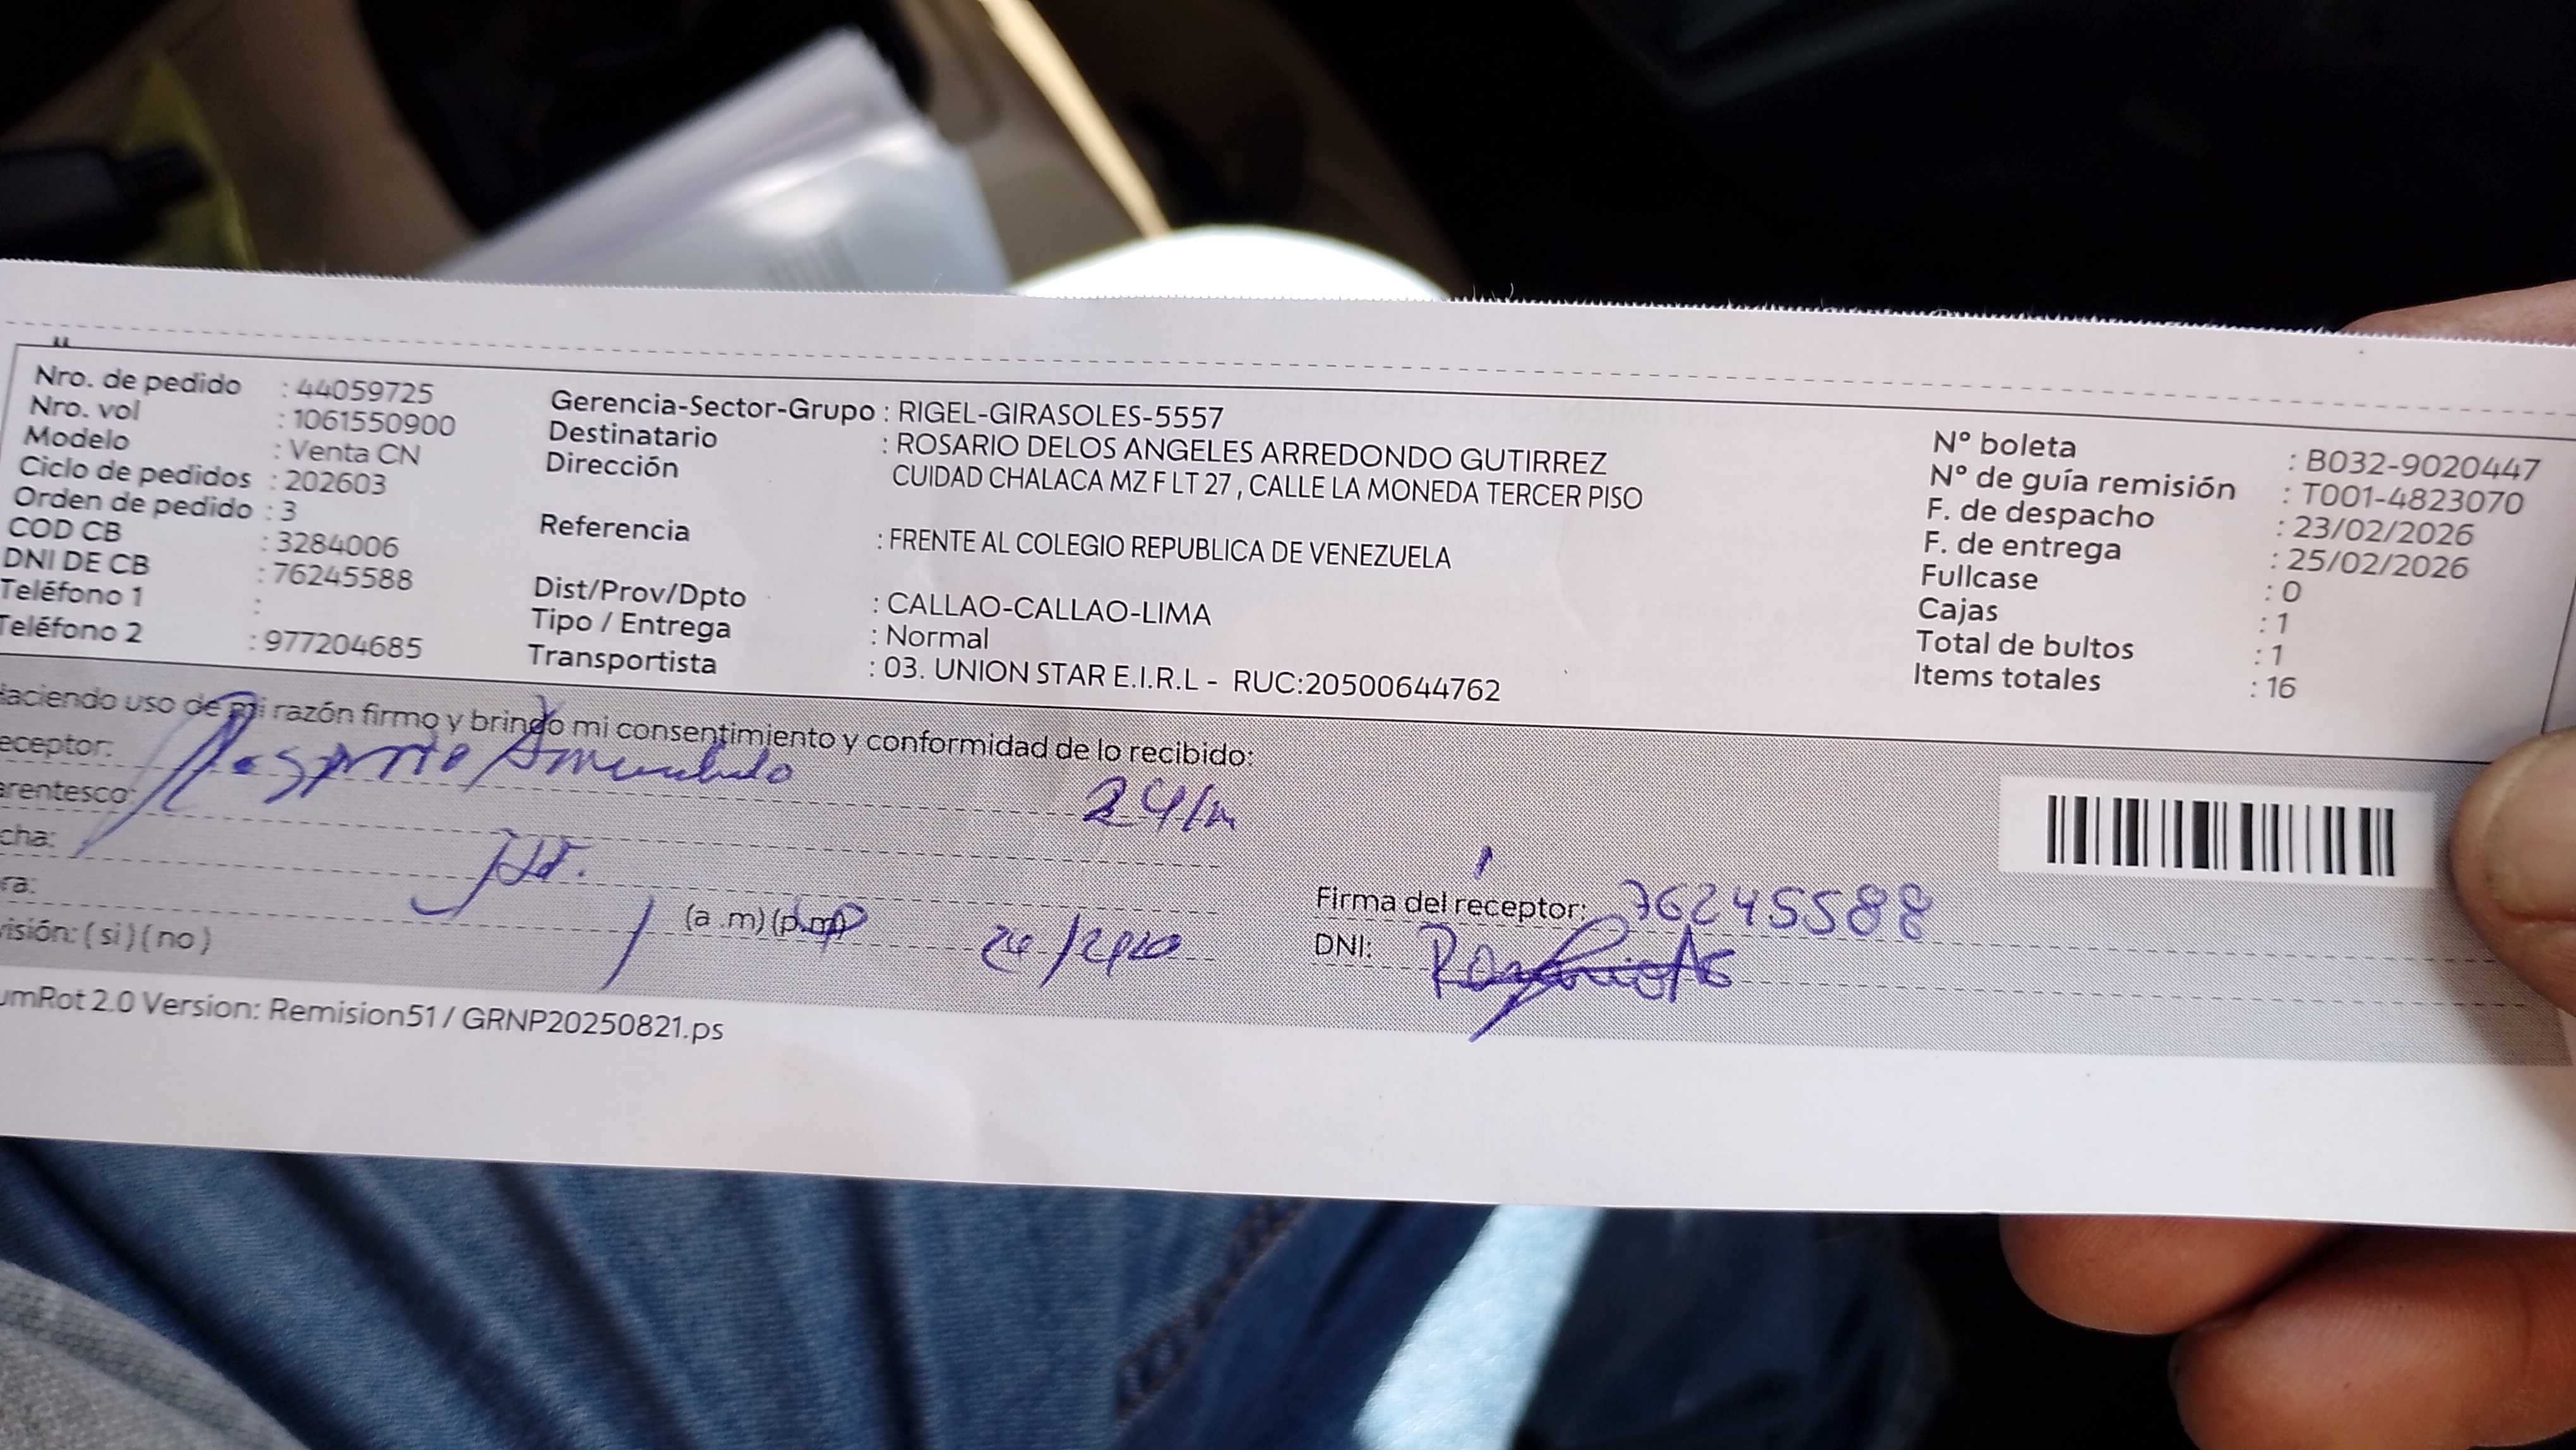 Nro. de pedido : 44059725
Nro. vol : 1061550900
Modelo : Venta CN
Ciclo de pedidos : 202603
Orden de pedido : 3
COD CB : 3284006
DNI DE CB : 76245588
Teléfono 1 :
Teléfono 2 : 977204685
Gerencia-Sector-Grupo : RIGEL-GIRASOLES-5557
Destinatario : ROSARIO DELOS ANGELES ARREDONDO GUTIRREZ
Dirección CUIDAD CHALACA MZ F LT 27 , CALLE LA MONEDA TERCER PISO
Referencia : FRENTE AL COLEGIO REPUBLICA DE VENEZUELA
Dist/Prov/Dpto : CALLAO-CALLAO-LIMA
Tipo / Entrega : Normal
Transportista : 03. UNION STAR E.I.R.L - RUC:20500644762
N° boleta : B032-9020447
N° de guía remisión : T001-4823070
F. de despacho : 23/02/2026
F. de entrega : 25/02/2026
Fullcase : 0
Cajas : 1
Total de bultos : 1
Items totales : 16
Haciendo uso de mi razón firmo y brindo mi consentimiento y conformidad de lo recibido:
eceptor: Rosario
arentesco:
cha:
ra: (a .m) (p.m)
visión: ( si ) ( no )
Firma del receptor: 76245588
DNI:
umRot 2.0 Version: Remision51 / GRNP20250821.ps